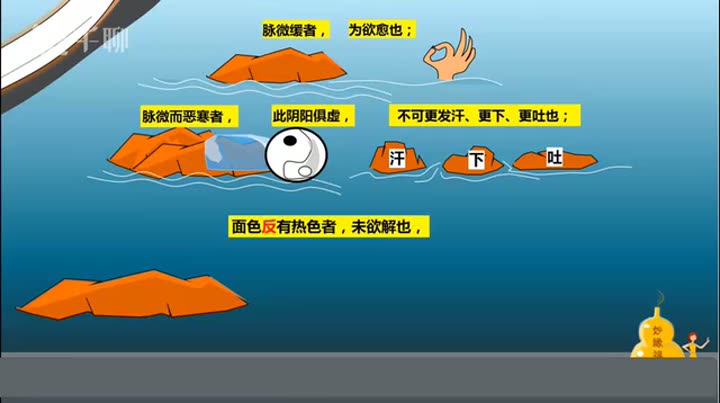 千聊
脉微缓者， 为欲愈也；
脉微而恶寒者， 此阴阳俱虚， 不可更发汗、更下、更吐也；
汗 下 吐
面色反有热色者，未欲解也，